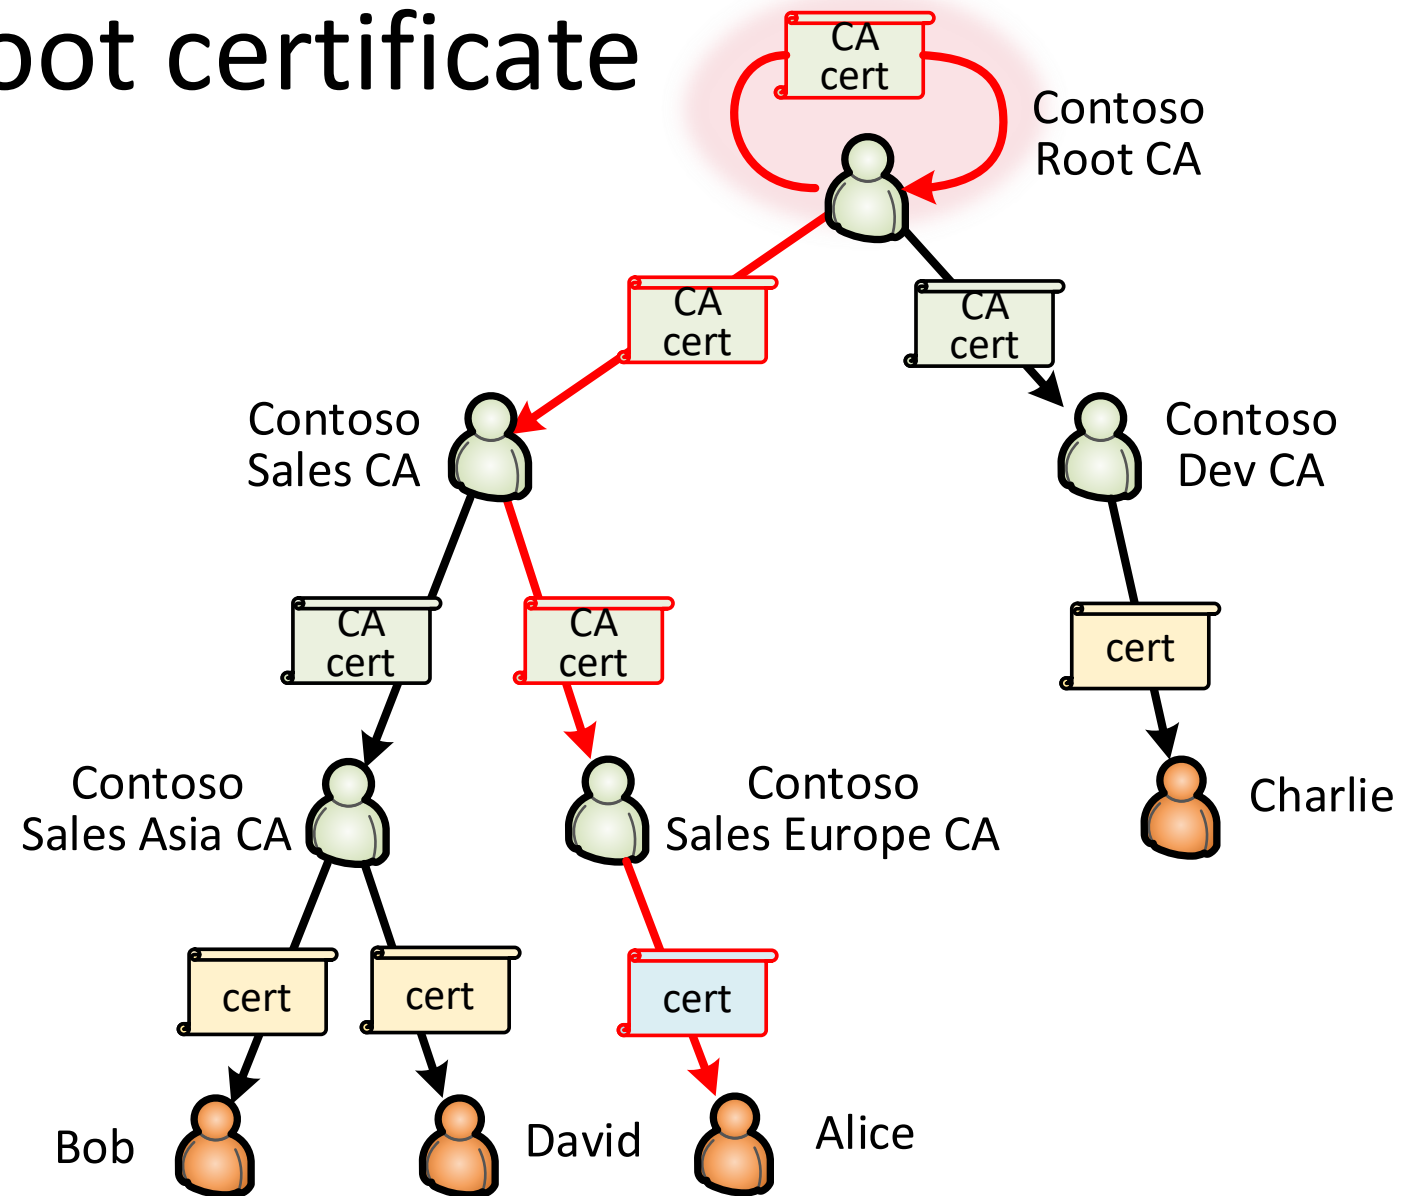 oot certificate
CA
cert
Contoso
Root CA
CA
cert
CA
cert
Contoso
Sales CA
Contoso
Dev CA
CA
cert
CA
cert
cert
Contoso
Sales Asia CA
Contoso
Sales Europe CA
Charlie
cert
cert
cert
Bob
David
Alice